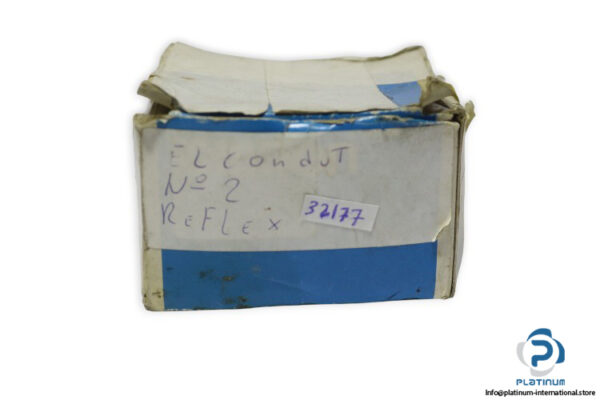 ELconduT
Nº 2
ReFLex
32177
PLATINUM
Info@platinum-international.store